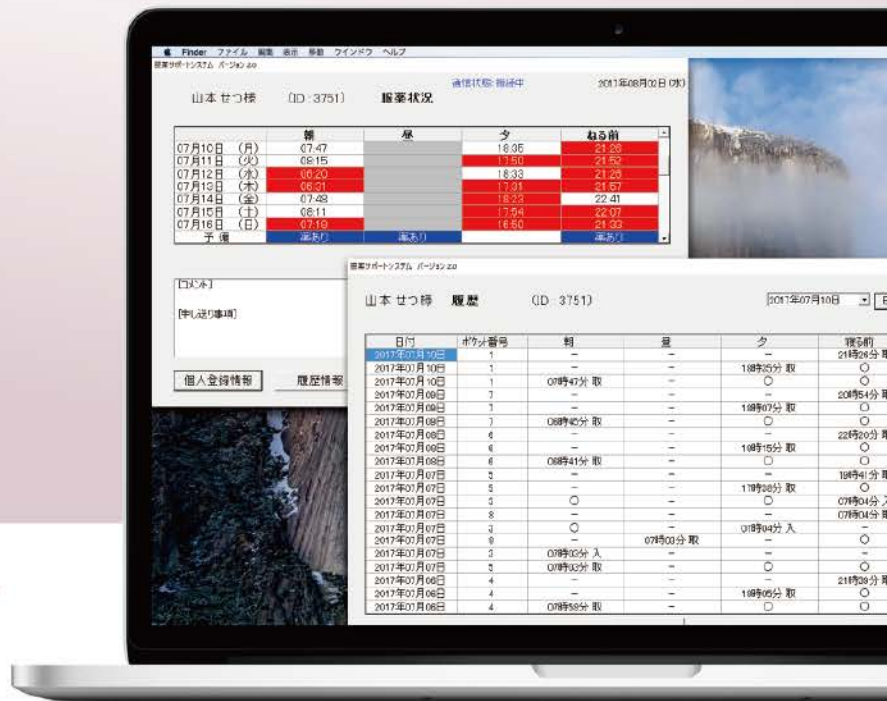 Finder ファイル 編集 表示 移動 ウインドウ ヘルプ
服薬サポートシステム バージョン 2.0
通信状態: 接続中 2017年08月02日 (水)
山本 せつ様 (ID : 3751) 服薬状況
朝 昼 夕 ねる前
07月10日 (月) 07:47 18:35 21:26
07月11日 (火) 08:15 17:50 21:52
07月12日 (水) 06:20 18:33 21:26
07月13日 (木) 06:31 17:31 21:57
07月14日 (金) 07:48 18:23 22:41
07月15日 (土) 08:11 17:54 22:07
07月16日 (日) 07:19 16:50 21:33
予 備 薬あり 薬あり 薬あり
[コメント]
[申し送り事項]
個人登録情報 履歴情報
服薬サポートシステム バージョン 2.0
山本 せつ様 履歴 (ID : 3751) 2017年07月10日
日付 ポケット番号 朝 昼 夕 寝る前
2017年07月10日 1 － － － 21時26分 取
2017年07月10日 1 － － 18時35分 取 ○
2017年07月10日 1 07時47分 取 － ○ ○
2017年07月09日 7 － － － 20時54分 取
2017年07月09日 7 － － 18時07分 取 ○
2017年07月09日 7 － ○ ○
2017年07月08日 6 － － － 22時20分 取
2017年07月08日 6 － － ○
2017年07月08日 6 06時41分 取 － ○ ○
2017年07月07日 5 － － － 19時41分 取
2017年07月07日 5 － － ○
2017年07月07日 ○ － ○ 07時04分
2017年07月07日 8 － － － 07時04分
2017年07月07日 3 ○ － 07時04分 入 －
2017年07月07日 8 － 07時03分 取 － ○
2017年07月07日 3 07時03分 入 － － －
2017年07月07日 5 07時03分 取 － ○ ○
2017年07月06日 4 － － － 21時39分
2017年07月06日 4 － － 18時05分 取 ○
2017年07月06日 4 07時59分 取 － ○ ○